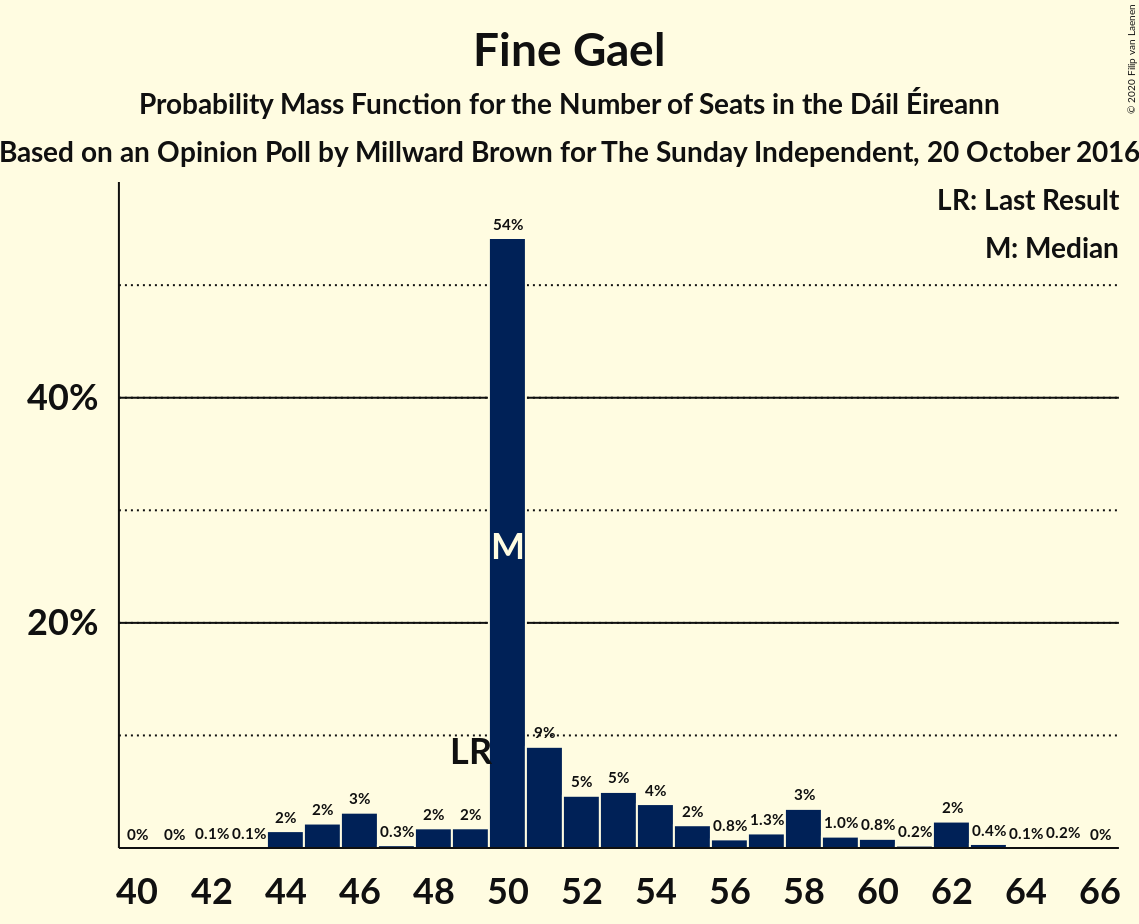 Fine Gael
Probability Mass Function for the Number of Seats in the Dáil Éireann
Based on an Opinion Poll by Millward Brown for The Sunday Independent, 20 October 2016
© 2020 Filip van Laenen
LR: Last Result
M: Median
54%
40%
M
20%
LR
9%
0% 0% 0.1% 0.1% 2% 2% 3% 0.3% 2% 2% 5% 5% 4% 2% 0.8% 1.3% 3% 1.0% 0.8% 0.2% 2% 0.4% 0.1% 0.2% 0%
40 42 44 46 48 50 52 54 56 58 60 62 64 66